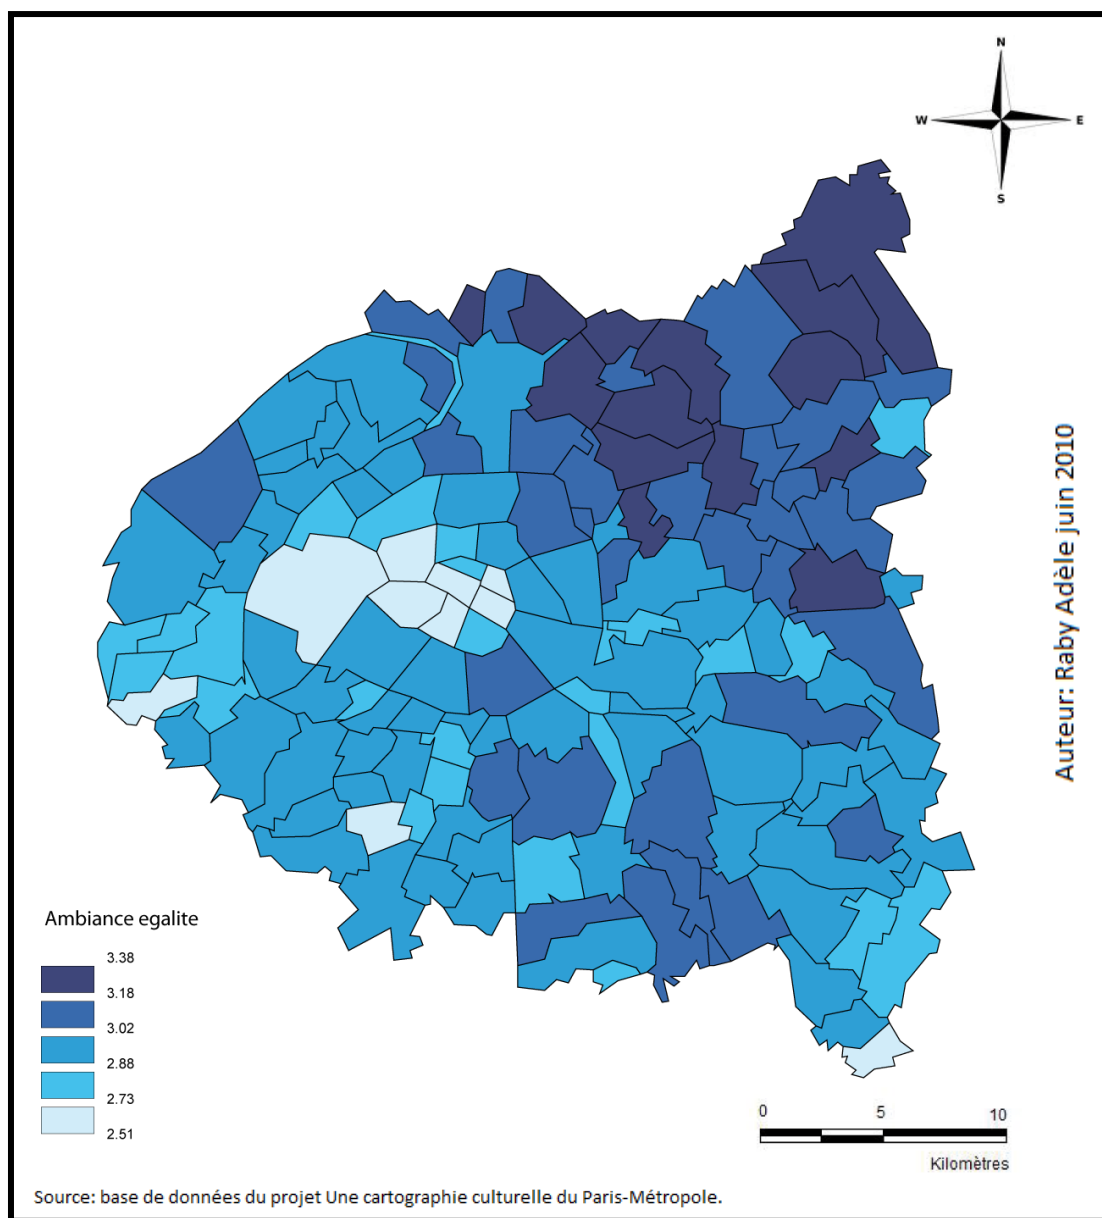 N
W
E
S
Auteur: Raby Adèle juin 2010
Ambiance egalite
3.38
3.18
3.02
2.88
2.73
2.51
0 5 10
Kilomètres
Source: base de données du projet Une cartographie culturelle du Paris-Métropole.